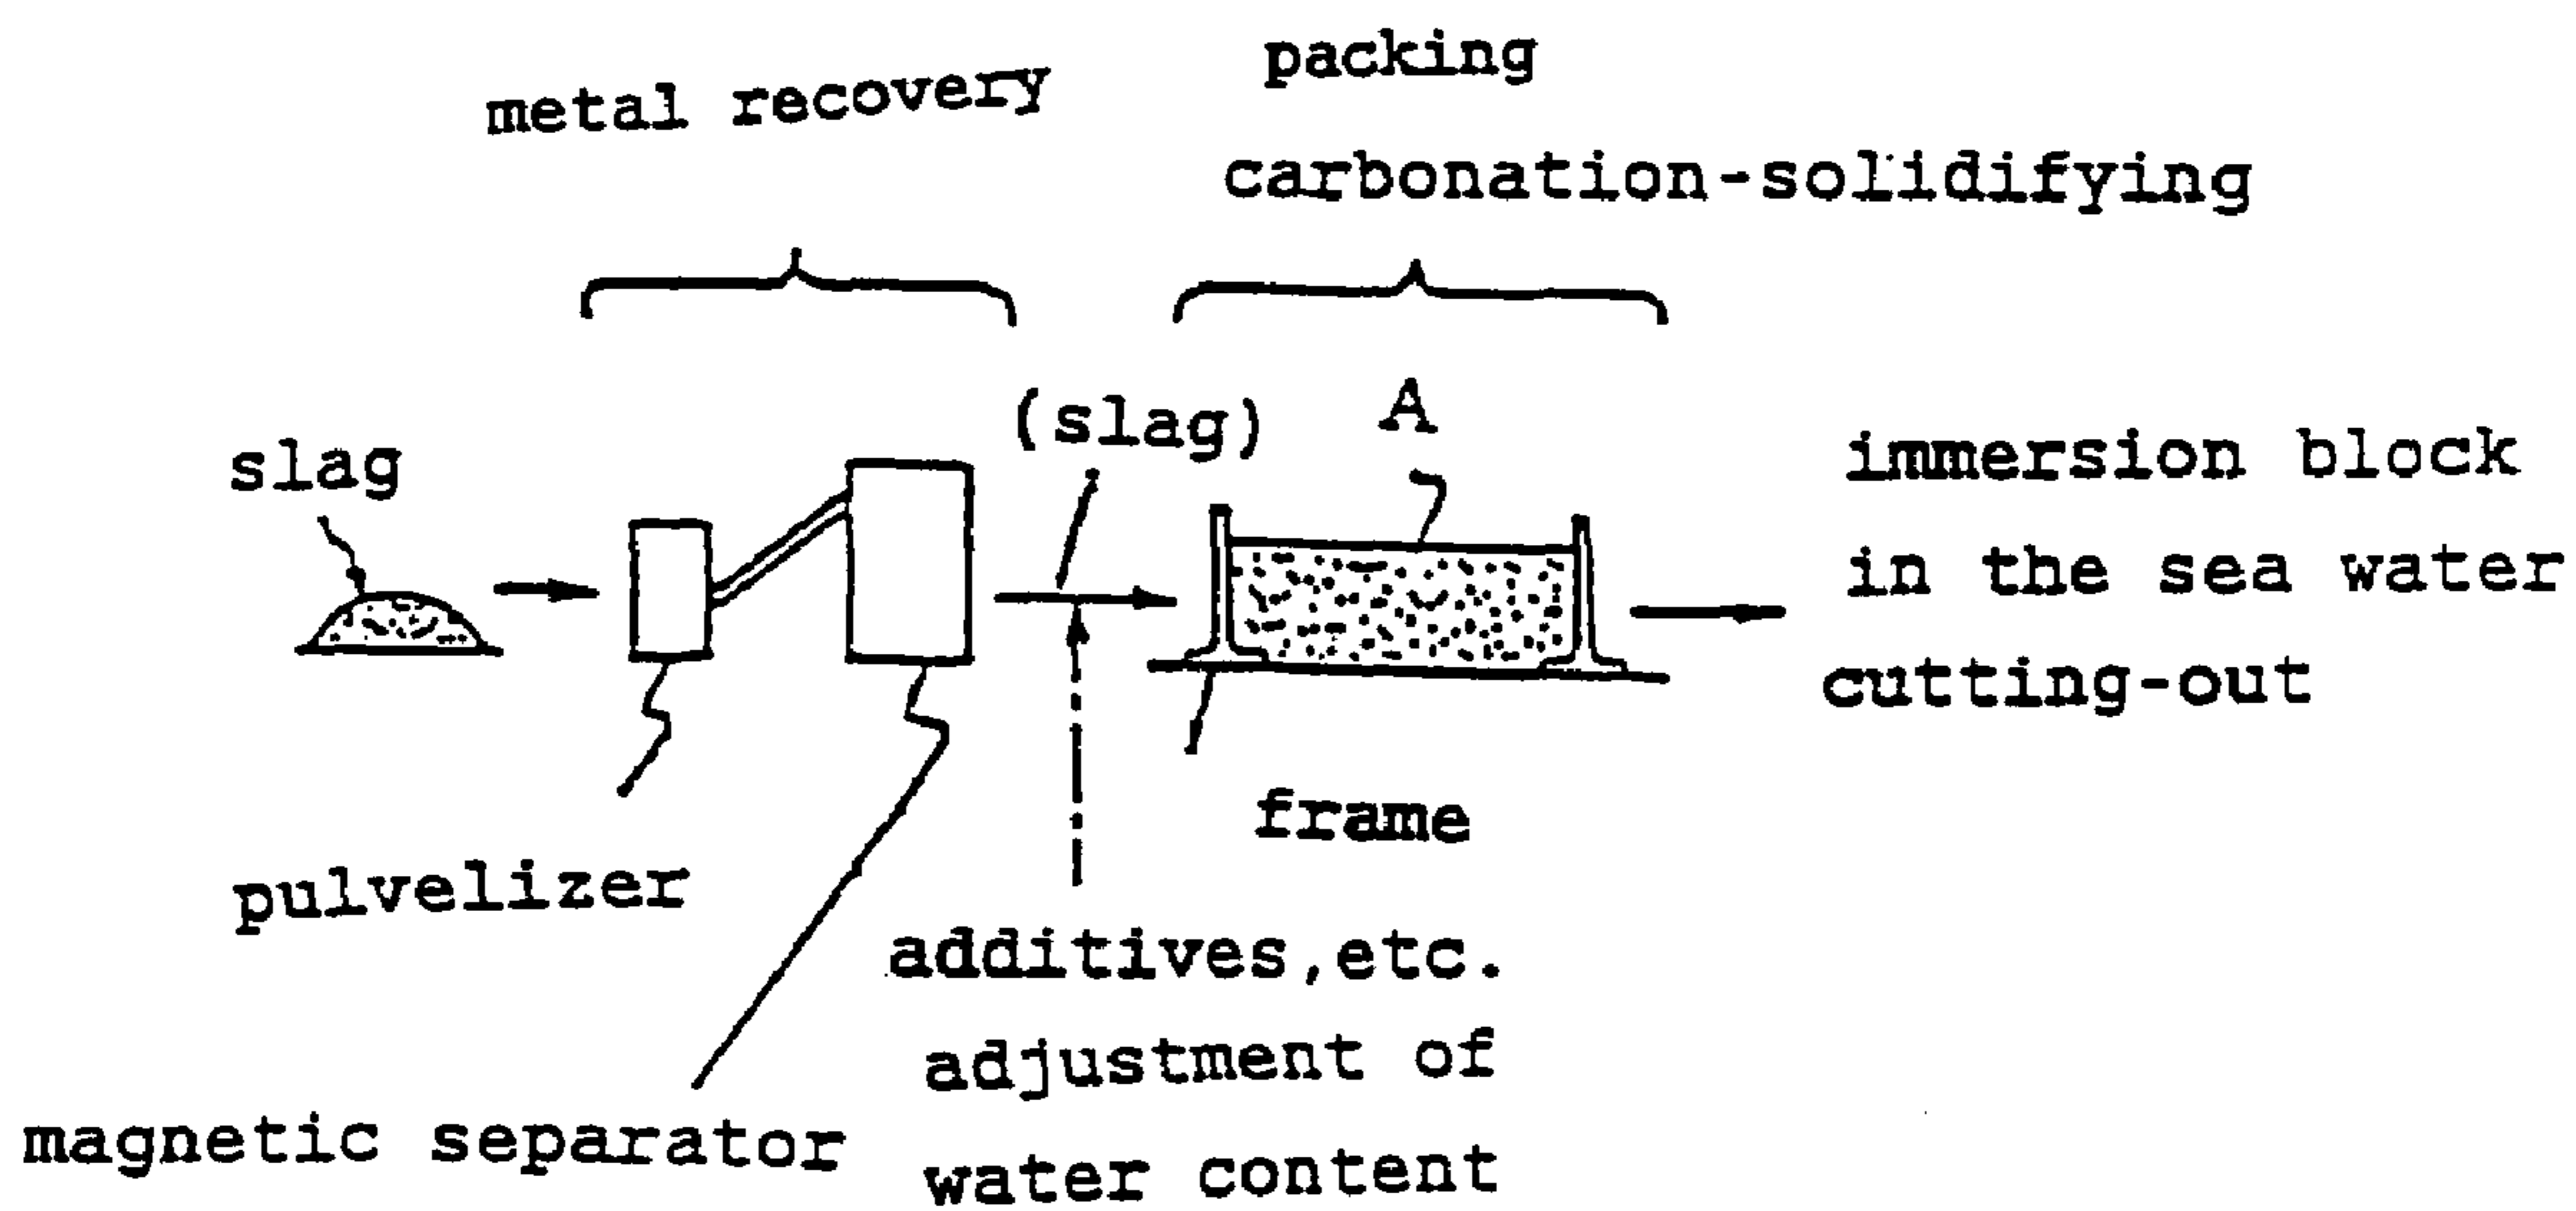 metal recovery
packing
carbonation-solidifying
slag
(slag)
A
immersion block
in the sea water
cutting-out
pulvelizer
frame
magnetic separator
additives,etc.
adjustment of
water content